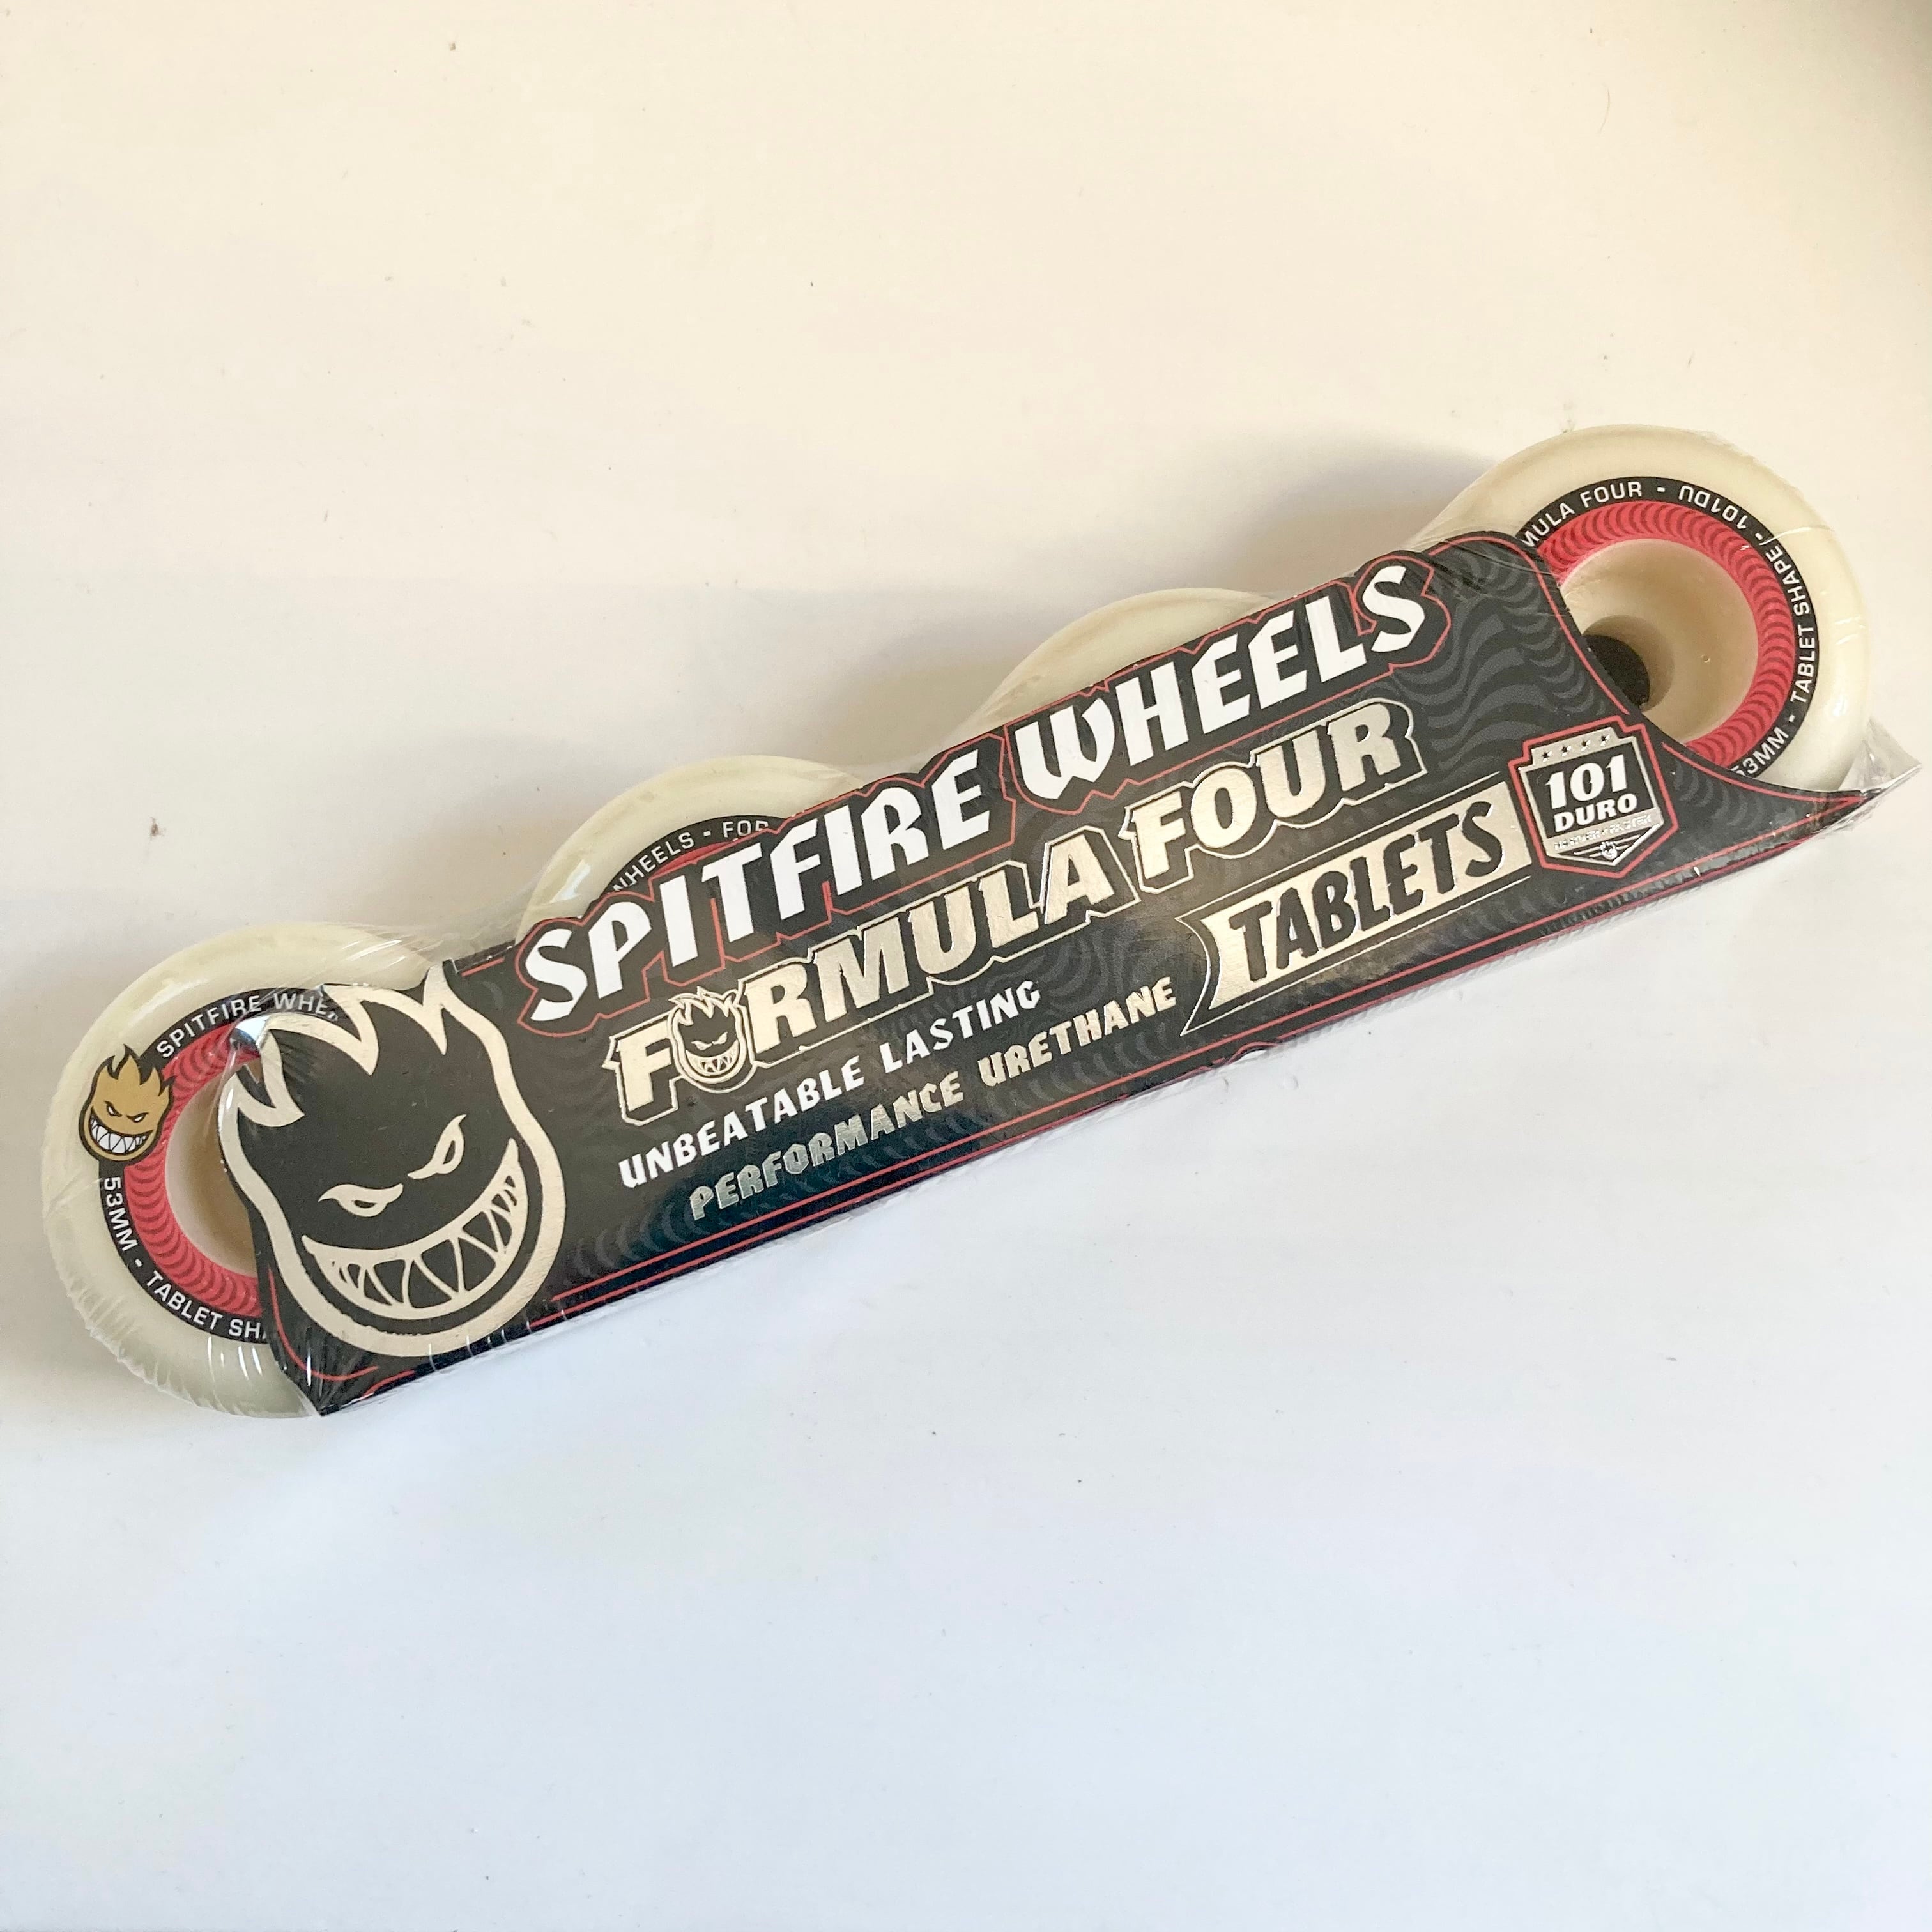 SPITFIRE WHEELS
FORMULA FOUR
UNBEATABLE LASTING
PERFORMANCE URETHANE
TABLETS
101
DURO
SPITFIRE WHE
53MM - TABLET SH
WHEELS - FOR
MULA FOUR - 101DU
53MM - TABLET SHAPE